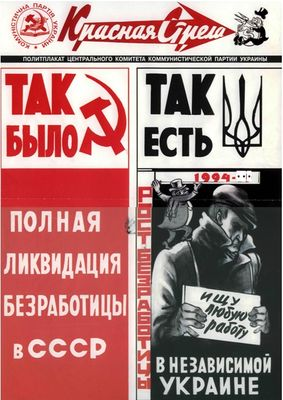 КОМУНІСТИЧНА ПАРТІЯ УКРАЇНИ
Красная Стрела
ПОЛИТПЛАКАТ ЦЕНТРАЛЬНОГО КОМИТЕТА КОММУНИСТИЧЕСКОЙ ПАРТИИ УКРАИНЫ
ТАК
БЫЛО
ТАК
ЕСТЬ
1994-...
ПОЛНАЯ
ЛИКВИДАЦИЯ
БЕЗРАБОТИЦЫ
в СССР
РОСТ БЕЗРАБОТИЦЫ
ИЩУ
ЛЮБУЮ
РАБОТУ
В НЕЗАВИСИМОЙ
УКРАИНЕ